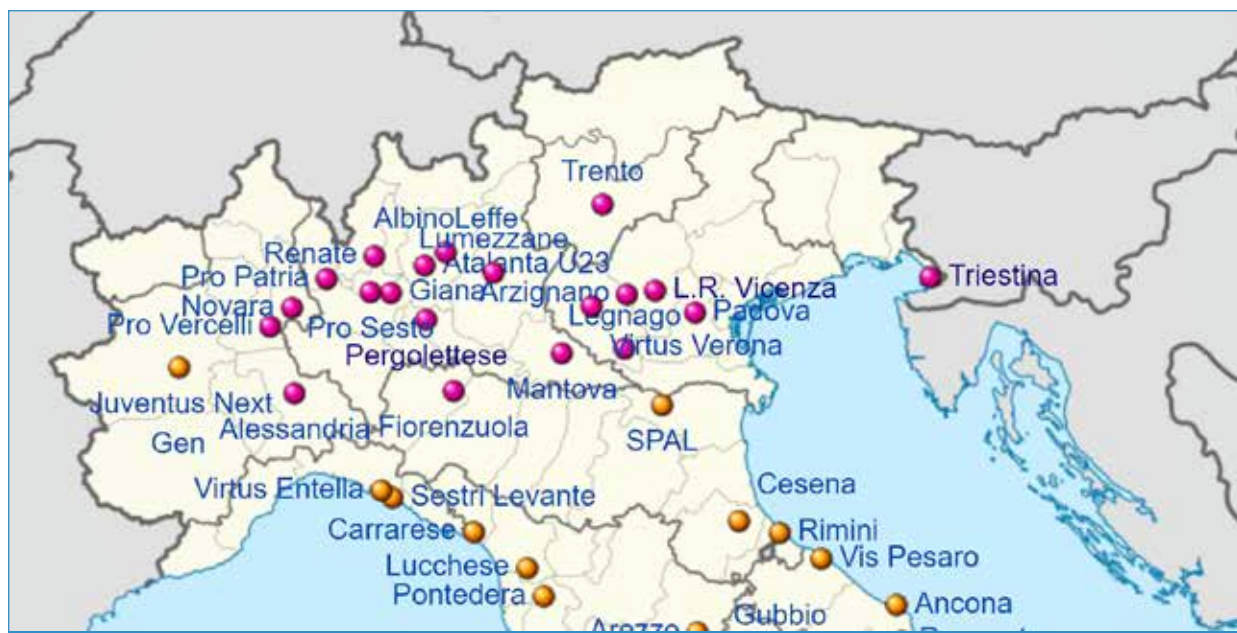 Trento
AlbinoLeffe
Lumezzane
Renate
Atalanta U23
Pro Patria
Giana
Arzignano
L.R. Vicenza
Triestina
Novara
Legnago
Padova
Pro Vercelli
Pro Sesto
Virtus Verona
Pergolettese
Mantova
Juventus Next
Gen
Alessandria
Fiorenzuola
SPAL
Virtus Entella
Sestri Levante
Cesena
Carrarese
Rimini
Vis Pesaro
Lucchese
Pontedera
Ancona
Gubbio
Arezzo